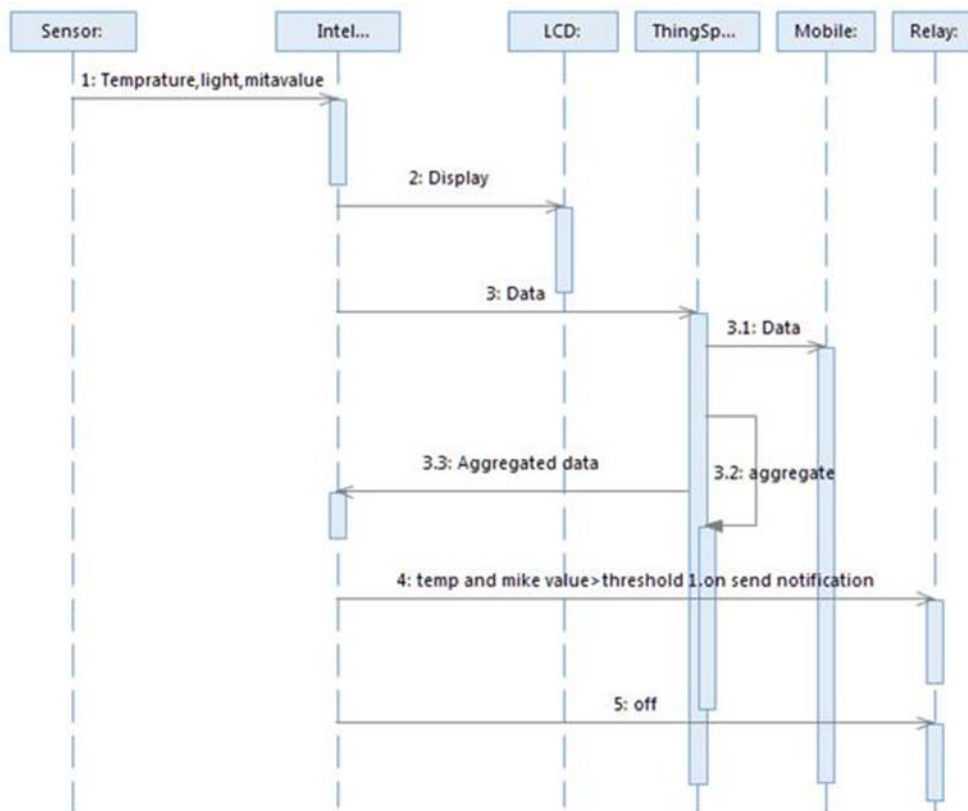 Sensor:
Intel...
LCD:
ThingSp...
Mobile:
Relay:
1: Temprature,light,mitavalue
2: Display
3: Data
3.1: Data
3.3: Aggregated data
3.2: aggregate
4: temp and mike value>threshold 1.on send notification
5: off